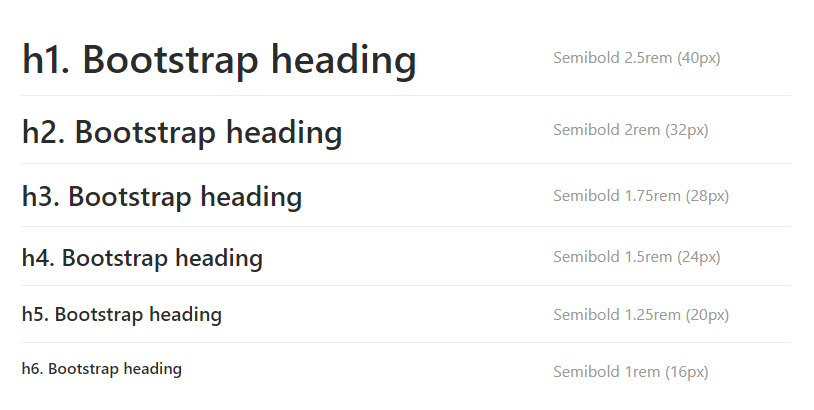 h1. Bootstrap heading Semibold 2.5rem (40px)
h2. Bootstrap heading Semibold 2rem (32px)
h3. Bootstrap heading Semibold 1.75rem (28px)
h4. Bootstrap heading Semibold 1.5rem (24px)
h5. Bootstrap heading Semibold 1.25rem (20px)
h6. Bootstrap heading Semibold 1rem (16px)